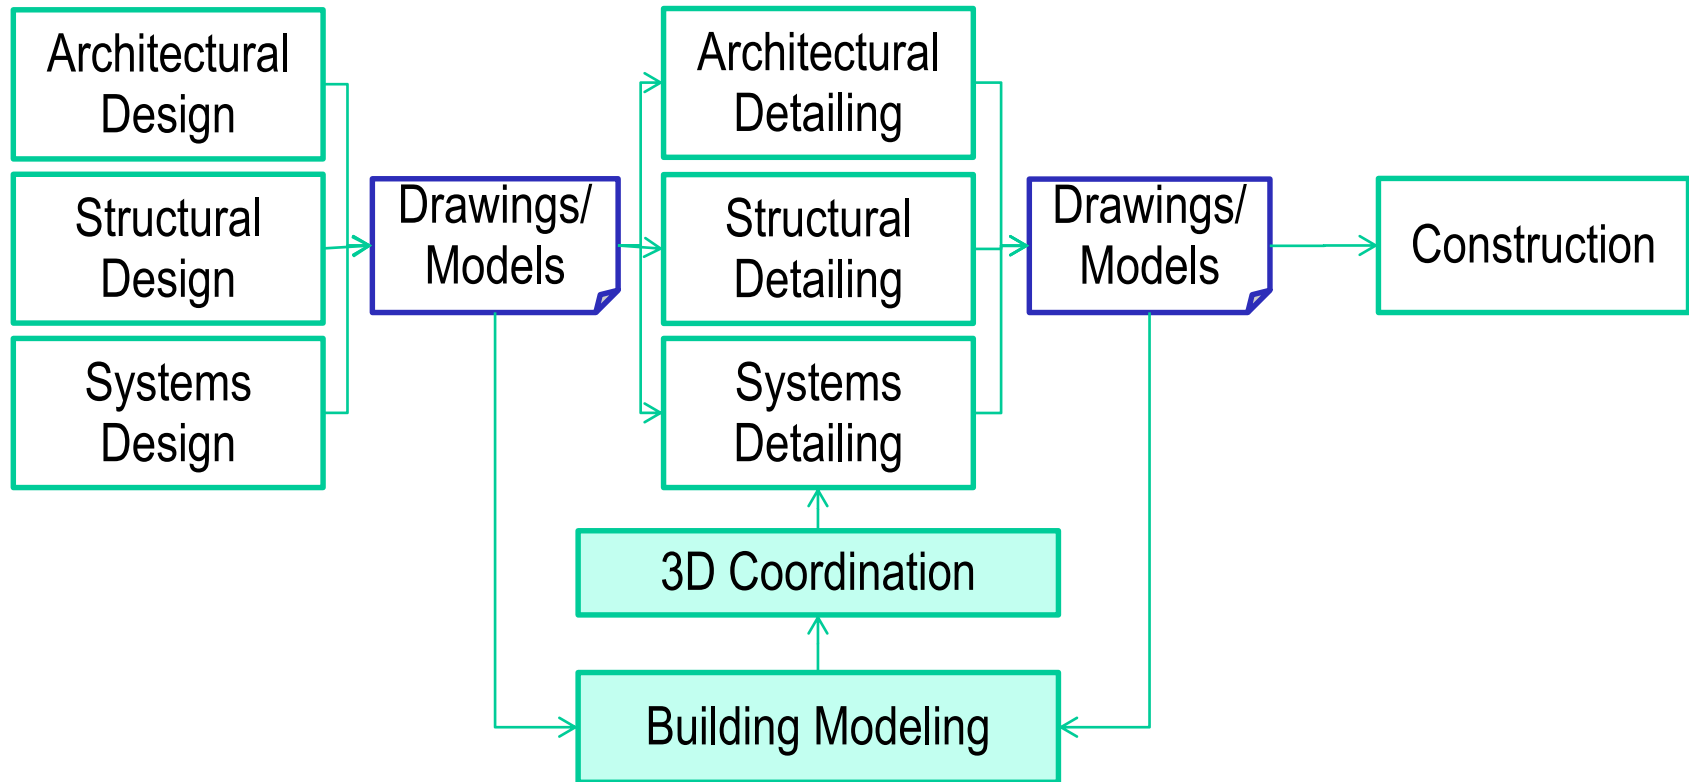 Architectural
Design
Structural
Design
Systems
Design
Drawings/
Models
Architectural
Detailing
Structural
Detailing
Systems
Detailing
Drawings/
Models
Construction
3D Coordination
Building Modeling